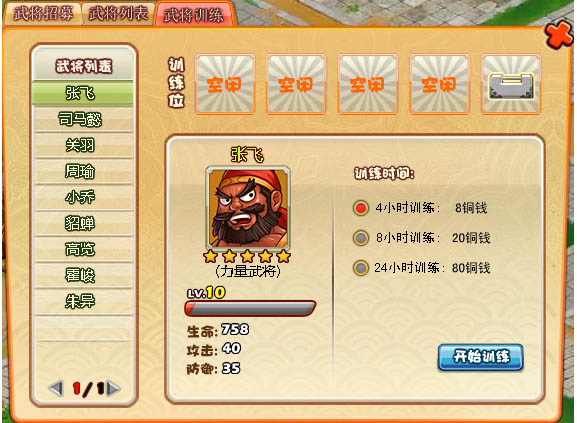 武将招募 武将列表 武将训练
武将列表
张飞
司马懿
关羽
周瑜
小乔
貂蝉
高览
霍峻
朱异
1/1
训练位
空闲 空闲 空闲 空闲
张飞
(力量武将)
LV.10
生命: 758
攻击: 40
防御: 35
训练时间:
4小时训练: 8铜钱
8小时训练: 20铜钱
24小时训练: 80铜钱
开始训练